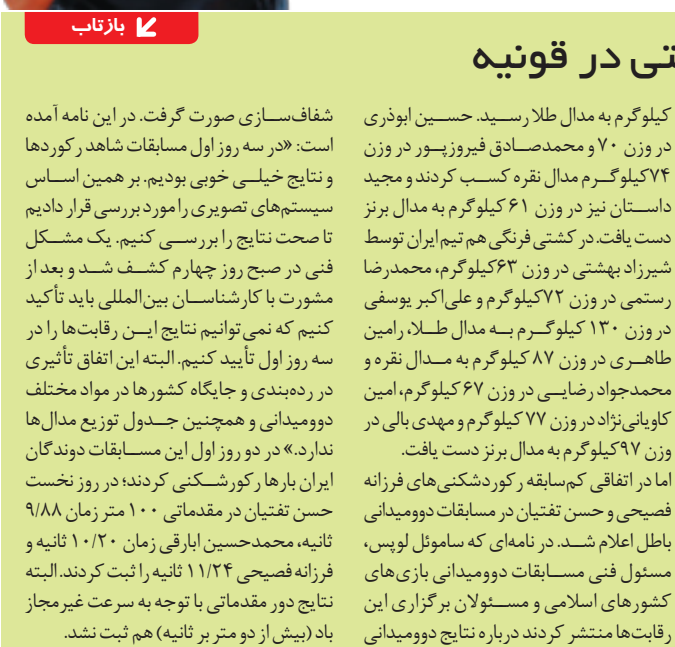 بازتاب
تی در قونیه
کیلوگرم به مدال طلا رسید. حسین ابوذری
در وزن ۷۰ و محمدصادق فیروزپور در وزن
۷۴کیلوگرم مدال نقره کسب کردند و مجید
داستان نیز در وزن ۶۱ کیلوگرم به مدال برنز
دست یافت. در کشتی فرنگی هم تیم ایران توسط
شیرزاد بهشتی در وزن ۶۳کیلوگرم، محمدرضا
رستمی در وزن ۷۲کیلوگرم و علی‌اکبر یوسفی
در وزن ۱۳۰ کیلوگرم به مدال طلا، رامین
طاهری در وزن ۸۷ کیلوگرم به مدال نقره و
محمدجواد رضایی در وزن ۶۷ کیلوگرم، امین
کاویانی‌نژاد در وزن ۷۷ کیلوگرم و مهدی بالی در
وزن ۹۷کیلوگرم به مدال برنز دست یافت.
اما در اتفاقی کم‌سابقه رکوردشکنی‌های فرزانه
فصیحی و حسن تفتیان در مسابقات دوومیدانی
باطل اعلام شد. در نامه‌ای که ساموئل لوپس،
مسئول فنی مسابقات دوومیدانی بازی‌های
کشورهای اسلامی و مسئولان برگزاری این
رقابت‌ها منتشر کردند درباره نتایج دوومیدانی
شفاف‌سازی صورت گرفت. در این نامه آمده
است: «در سه روز اول مسابقات شاهد رکوردها
و نتایج خیلی خوبی بودیم. بر همین اساس
سیستم‌های تصویری را مورد بررسی قرار دادیم
تا صحت نتایج را بررسی کنیم. یک مشکل
فنی در صبح روز چهارم کشف شد و بعد از
مشورت با کارشناسان بین‌المللی باید تأکید
کنیم که نمی‌توانیم نتایج این رقابت‌ها را در
سه روز اول تأیید کنیم. البته این اتفاق تأثیری
در رده‌بندی و جایگاه کشورها در مواد مختلف
دوومیدانی و همچنین جدول توزیع مدال‌ها
ندارد.» در دو روز اول این مسابقات دوندگان
ایران بارها رکورشکنی کردند؛ در روز نخست
حسن تفتیان در مقدماتی ۱۰۰ متر زمان ۹/۸۸
ثانیه، محمدحسین ابارقی زمان ۱۰/۲۰ ثانیه و
فرزانه فصیحی ۱۱/۲۴ ثانیه را ثبت کردند. البته
نتایج دور مقدماتی با توجه به سرعت غیرمجاز
باد (بیش از دو متر بر ثانیه) هم ثبت نشد.